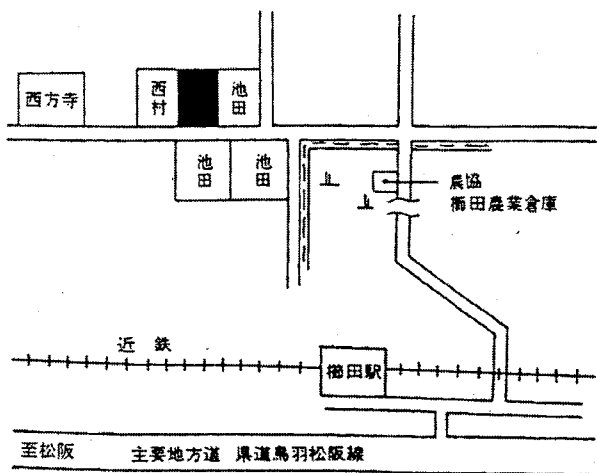 西方寺
西村
池田
池田
池田
農協
櫛田農業倉庫
近鉄
櫛田駅
至松阪
主要地方道 県道鳥羽松阪線